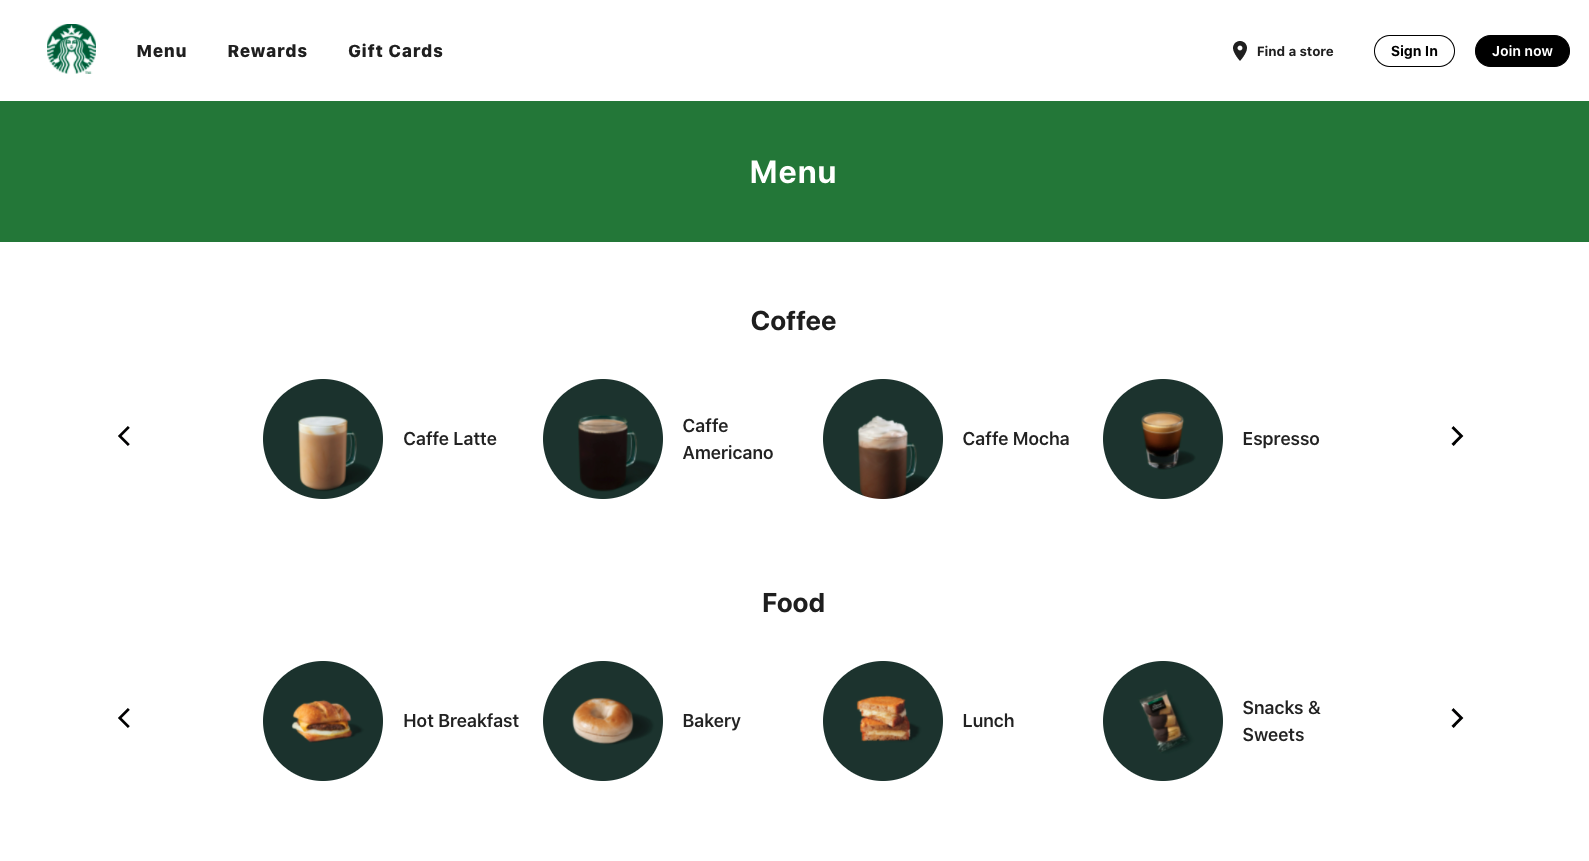 Menu
Rewards
Gift Cards
Find a store
Sign In
Join now
Menu
Coffee
Caffe Latte
Caffe
Americano
Caffe Mocha
Espresso
Food
Hot Breakfast
Bakery
Lunch
Snacks &
Sweets